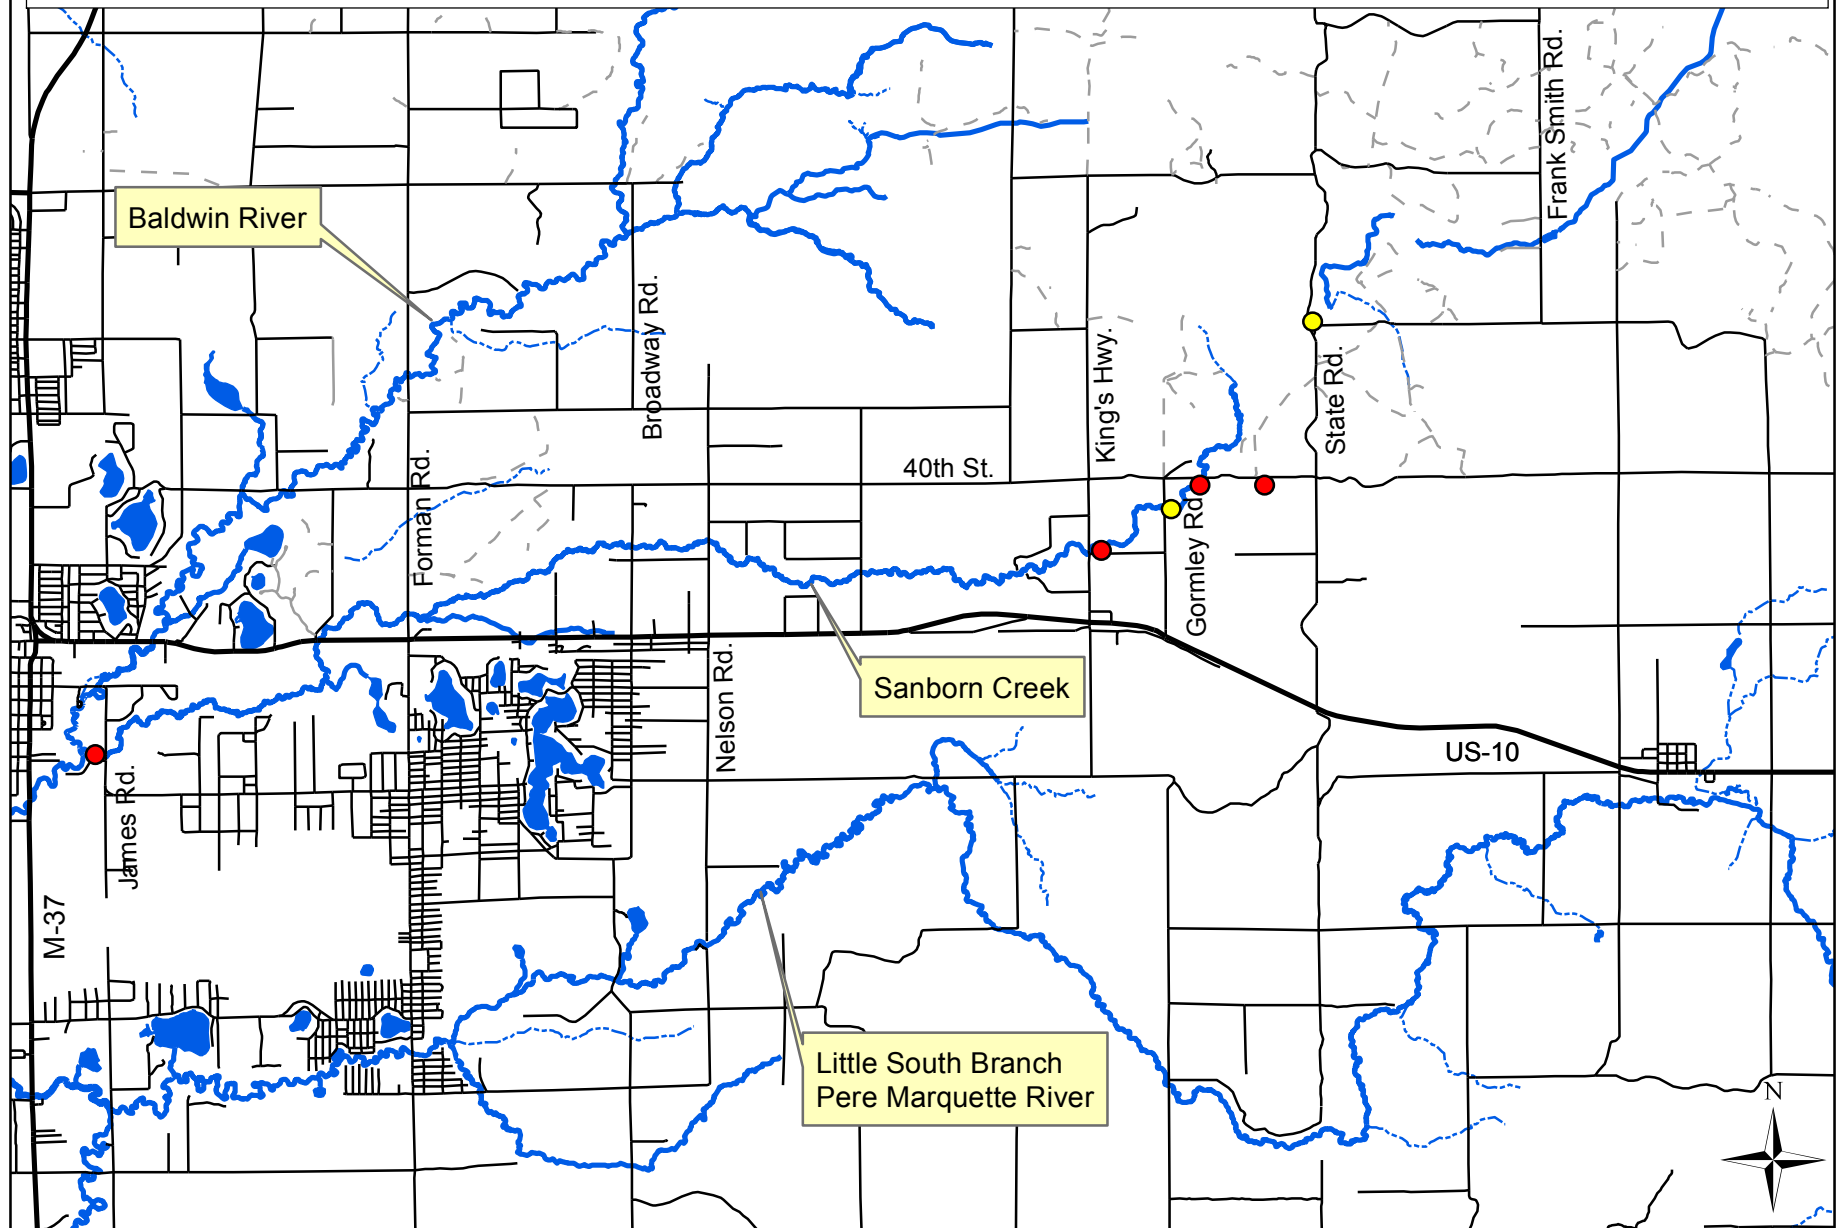 Frank Smith Rd.
Baldwin River
Broadway Rd.
King's Hwy.
State Rd.
40th St.
Forman Rd.
Gormley Rd.
Sanborn Creek
Nelson Rd.
US-10
James Rd.
M-37
Little South Branch
Pere Marquette River
N